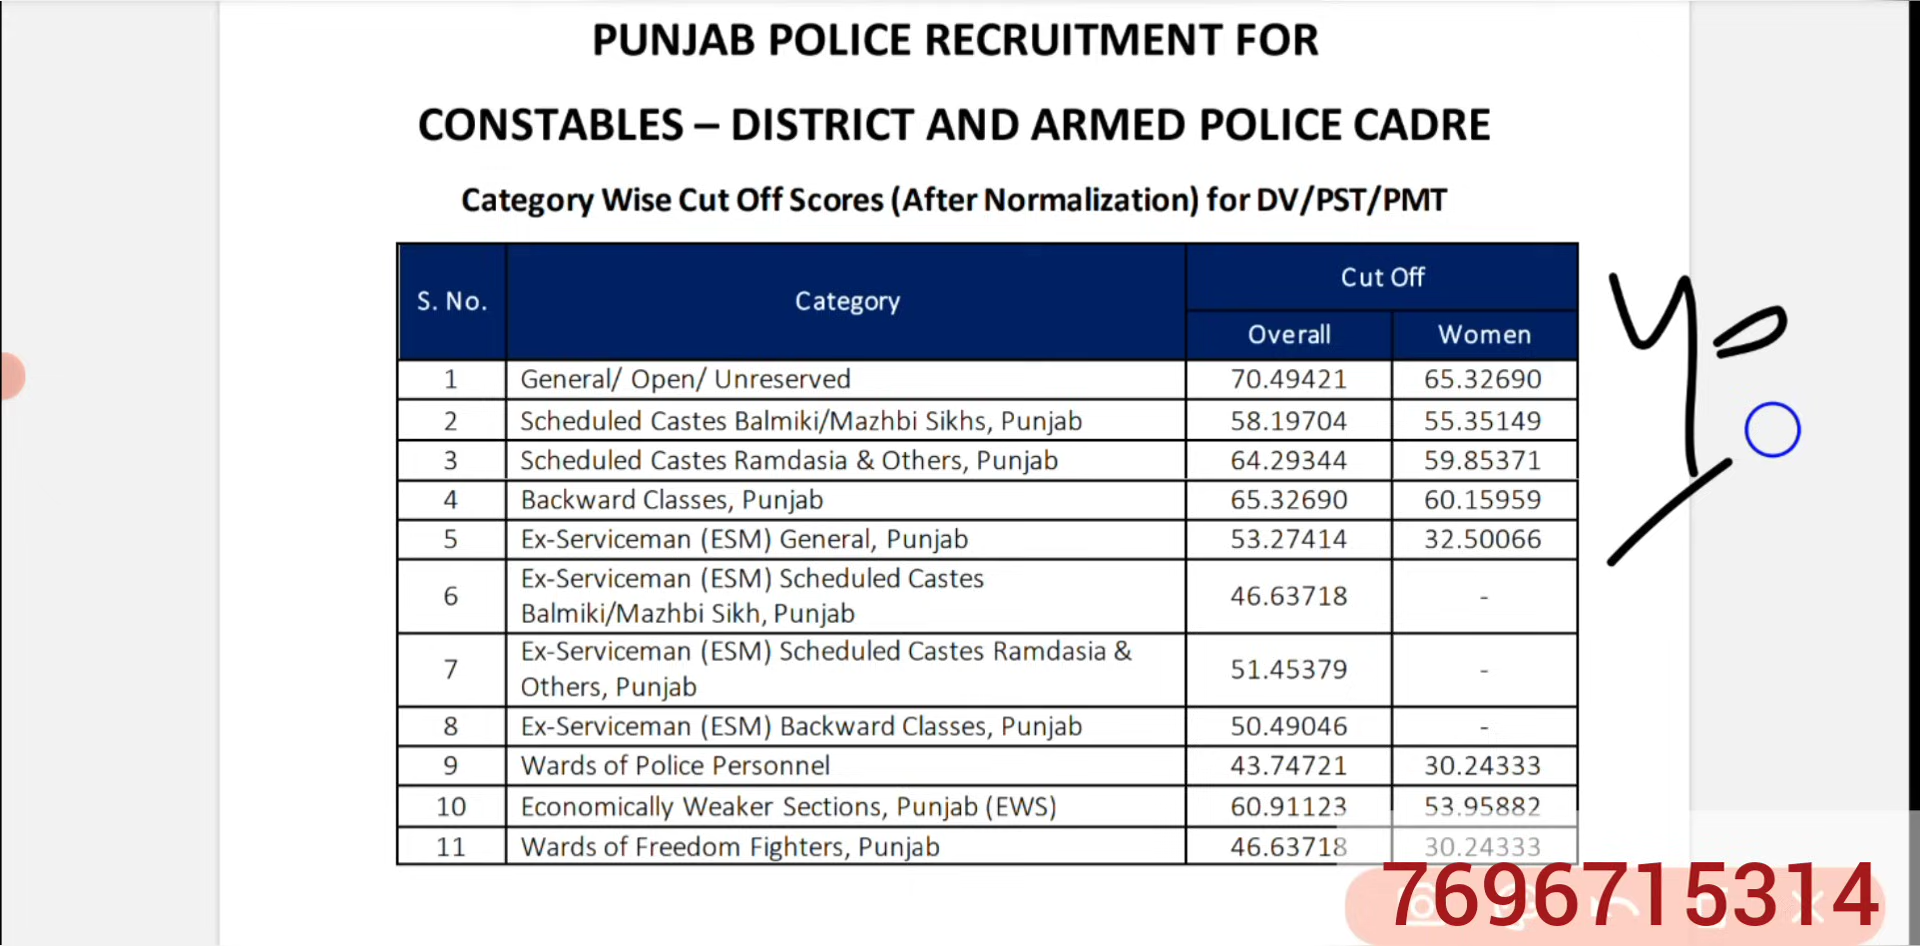 PUNJAB POLICE RECRUITMENT FOR
CONSTABLES – DISTRICT AND ARMED POLICE CADRE
Category Wise Cut Off Scores (After Normalization) for DV/PST/PMT
S. No. Category Cut Off
Overall Women
1 General/ Open/ Unreserved 70.49421 65.32690
2 Scheduled Castes Balmiki/Mazhbi Sikhs, Punjab 58.19704 55.35149
3 Scheduled Castes Ramdasia & Others, Punjab 64.29344 59.85371
4 Backward Classes, Punjab 65.32690 60.15959
5 Ex-Serviceman (ESM) General, Punjab 53.27414 32.50066
6 Ex-Serviceman (ESM) Scheduled Castes
Balmiki/Mazhbi Sikh, Punjab 46.63718 -
7 Ex-Serviceman (ESM) Scheduled Castes Ramdasia &
Others, Punjab 51.45379 -
8 Ex-Serviceman (ESM) Backward Classes, Punjab 50.49046 -
9 Wards of Police Personnel 43.74721 30.24333
10 Economically Weaker Sections, Punjab (EWS) 60.91123 53.95882
11 Wards of Freedom Fighters, Punjab 46.63718 30.24333
7696715314